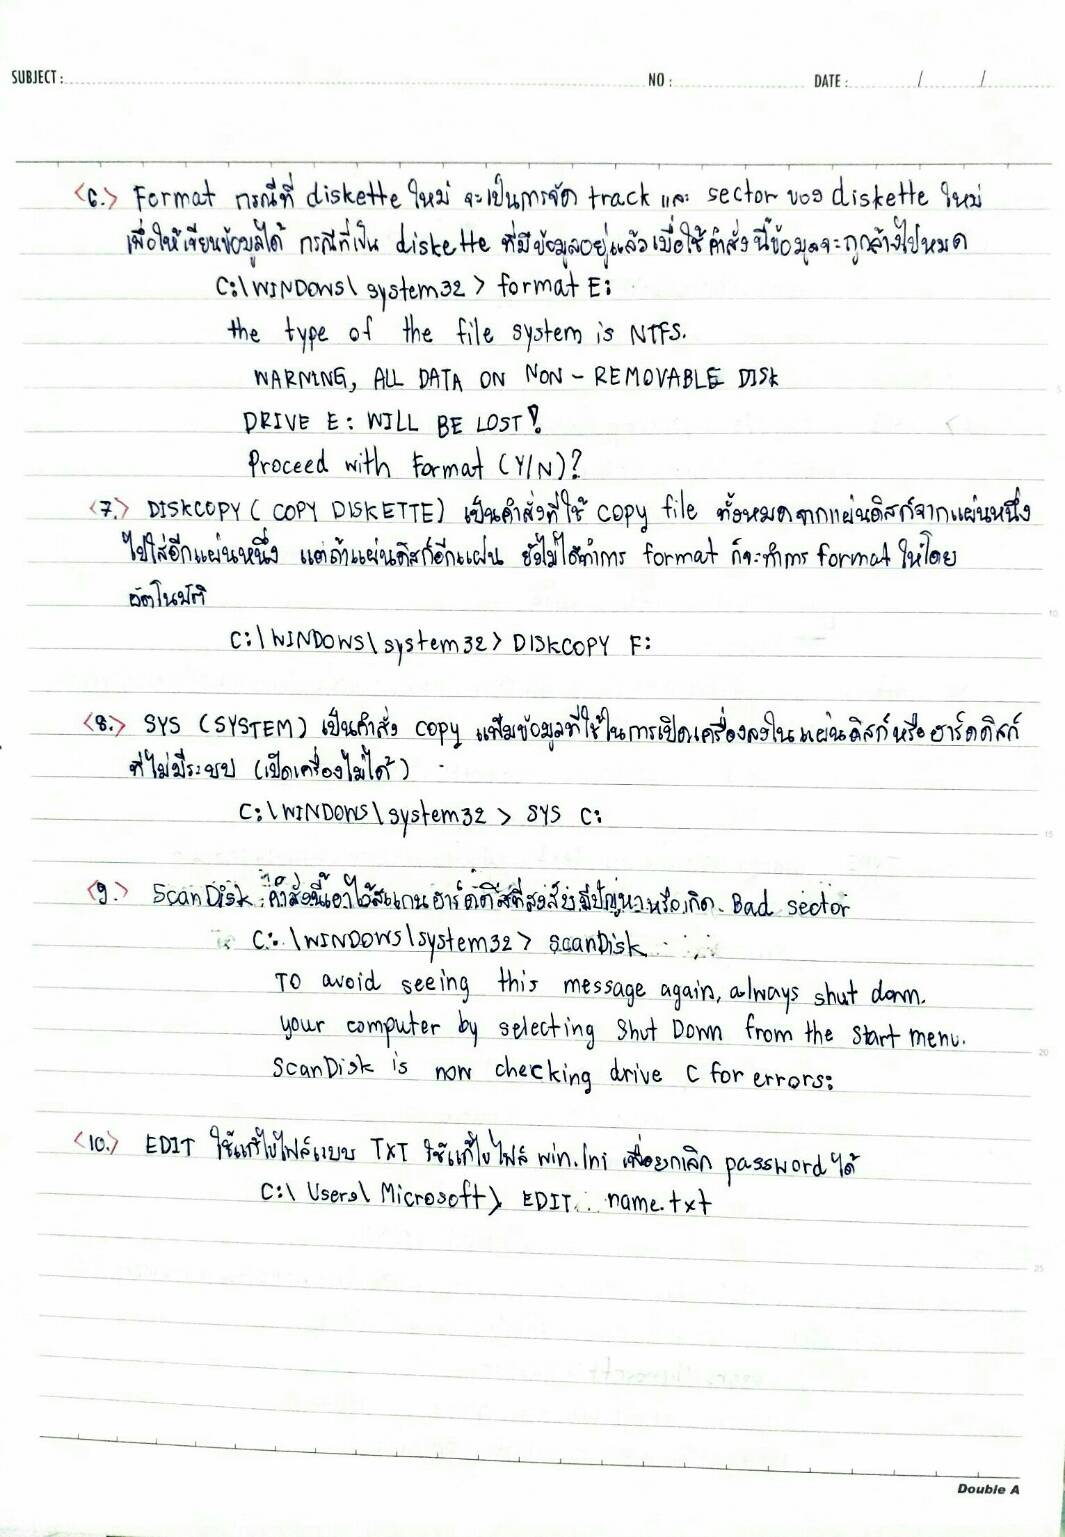 SUBJECT : NO : DATE : / /
<6.> Format กรณีที่ diskette ใหม่ จะเป็นการจัด track และ sector ของ diskette ใหม่
เพื่อให้เขียนข้อมูลได้ กรณีที่เป็น diskette ที่มีข้อมูลอยู่แล้วเมื่อใช้คำสั่งนี้ข้อมูลจะถูกล้างไปหมด
C:\WINDOWS\ system32 > format E:
the type of the file system is NTFS.
WARNING, ALL DATA ON NON - REMOVABLE DISK
DRIVE E: WILL BE LOST!
Proceed with Format (Y/N)?
<7.> DISKCOPY ( COPY DISKETTE) เป็นคำสั่งที่ใช้ copy file ทั้งหมดจากแผ่นดิสก์จากแผ่นหนึ่ง
ไปใส่อีกแผ่นหนึ่ง แต่ถ้าแผ่นดิสก์อีกแผ่น ยังไม่ได้ทำการ format ก็จะทำการ format ให้โดย
อัตโนมัติ
C:\WINDOWS\system32> DISKCOPY F:
<8.> SYS (SYSTEM) เป็นคำสั่ง copy แฟ้มข้อมูลที่ใช้ในการเปิดเครื่องลงในแผ่นดิสก์หรือฮาร์ดดิสก์
ที่ไม่มีระบบ (เปิดเครื่องไม่ได้)
C:\WINDOWS\system32 > SYS C:
<9.> ScanDisk คำสั่งนี้เอาไว้สแกนฮาร์ดดิสที่สงสัยมีปัญหาหรือเกิด Bad sector
C:\WINDOWS\system32 > ScanDisk
To avoid seeing this message again, always shut down.
your computer by selecting Shut Down from the start menu.
ScanDisk is now checking drive C for errors:
<10.> EDIT ใช้แก้ไขไฟล์แบบ TXT ใช้แก้ไขไฟล์ win.ini เพื่อยกเลิก password ได้
C:\ Users\ Microsoft> EDIT name.txt
5
10
15
20
25
Double A